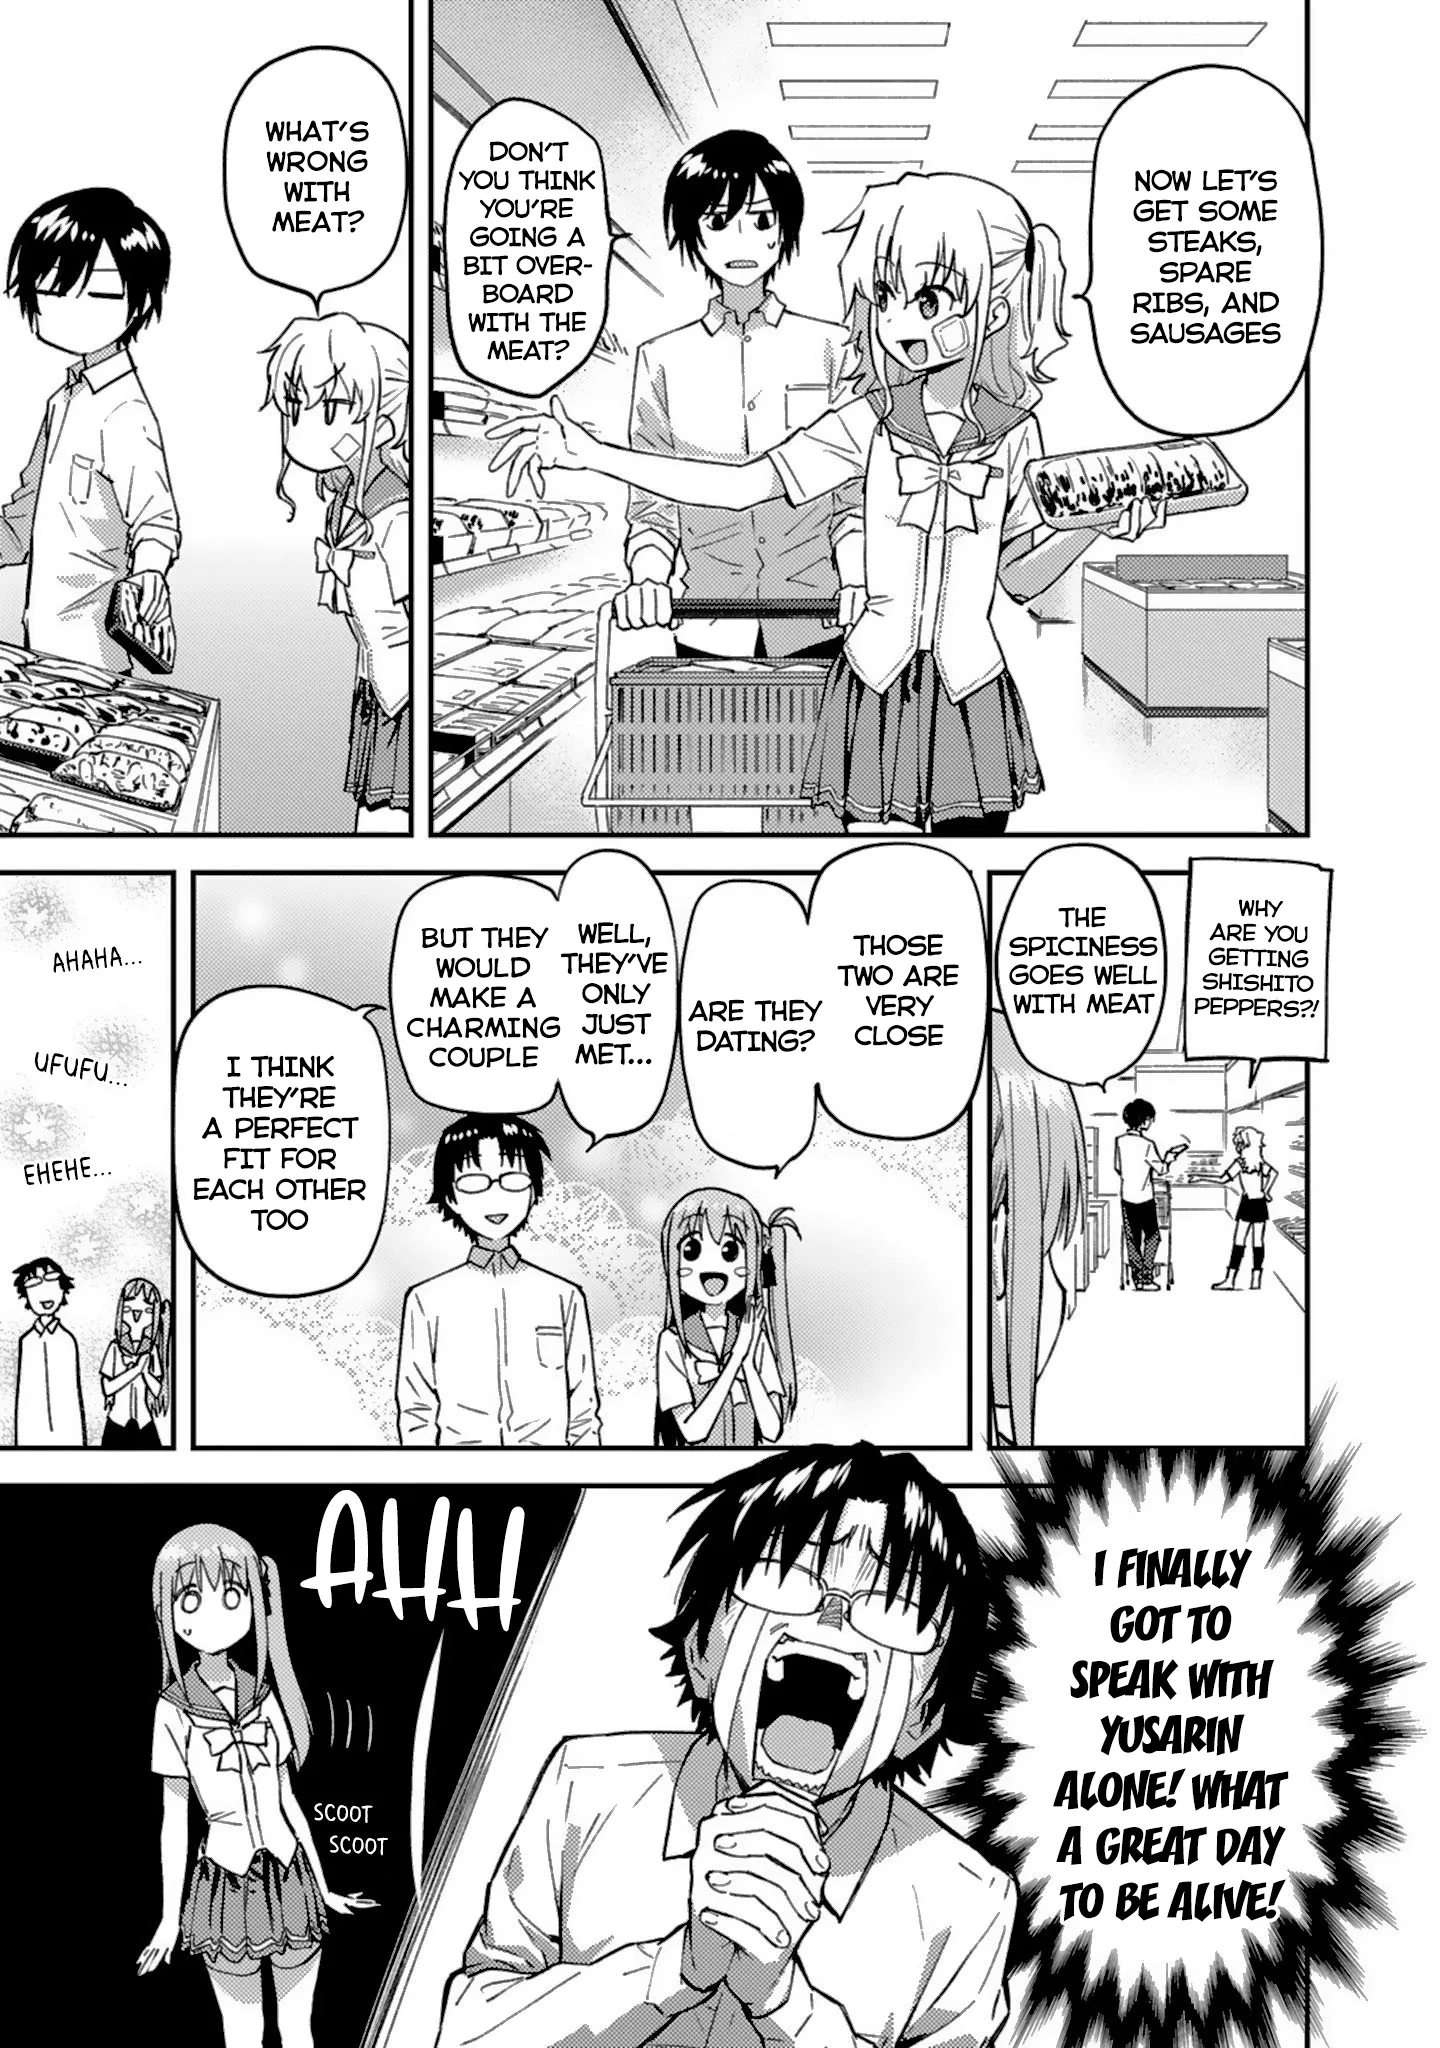 NOW LET'S
GET SOME
STEAKS,
SPARE
RIBS, AND
SAUSAGES
DON'T
YOU THINK
YOU'RE
GOING A
BIT OVER-
BOARD
WITH THE
MEAT?
WHAT'S
WRONG
WITH
MEAT?
WHY
ARE YOU
GETTING
SHISHITO
PEPPERS?!
THE
SPICINESS
GOES WELL
WITH MEAT
THOSE
TWO ARE
VERY
CLOSE
ARE THEY
DATING?
WELL,
THEY'VE
ONLY
JUST
MET...
BUT THEY
WOULD
MAKE A
CHARMING
COUPLE
I THINK
THEY'RE
A PERFECT
FIT FOR
EACH OTHER
TOO
AHAHA...
UFUFU...
EHEHE...
I FINALLY
GOT TO
SPEAK WITH
YUSARIN
ALONE! WHAT
A GREAT DAY
TO BE ALIVE!
AHH
SCOOT
SCOOT